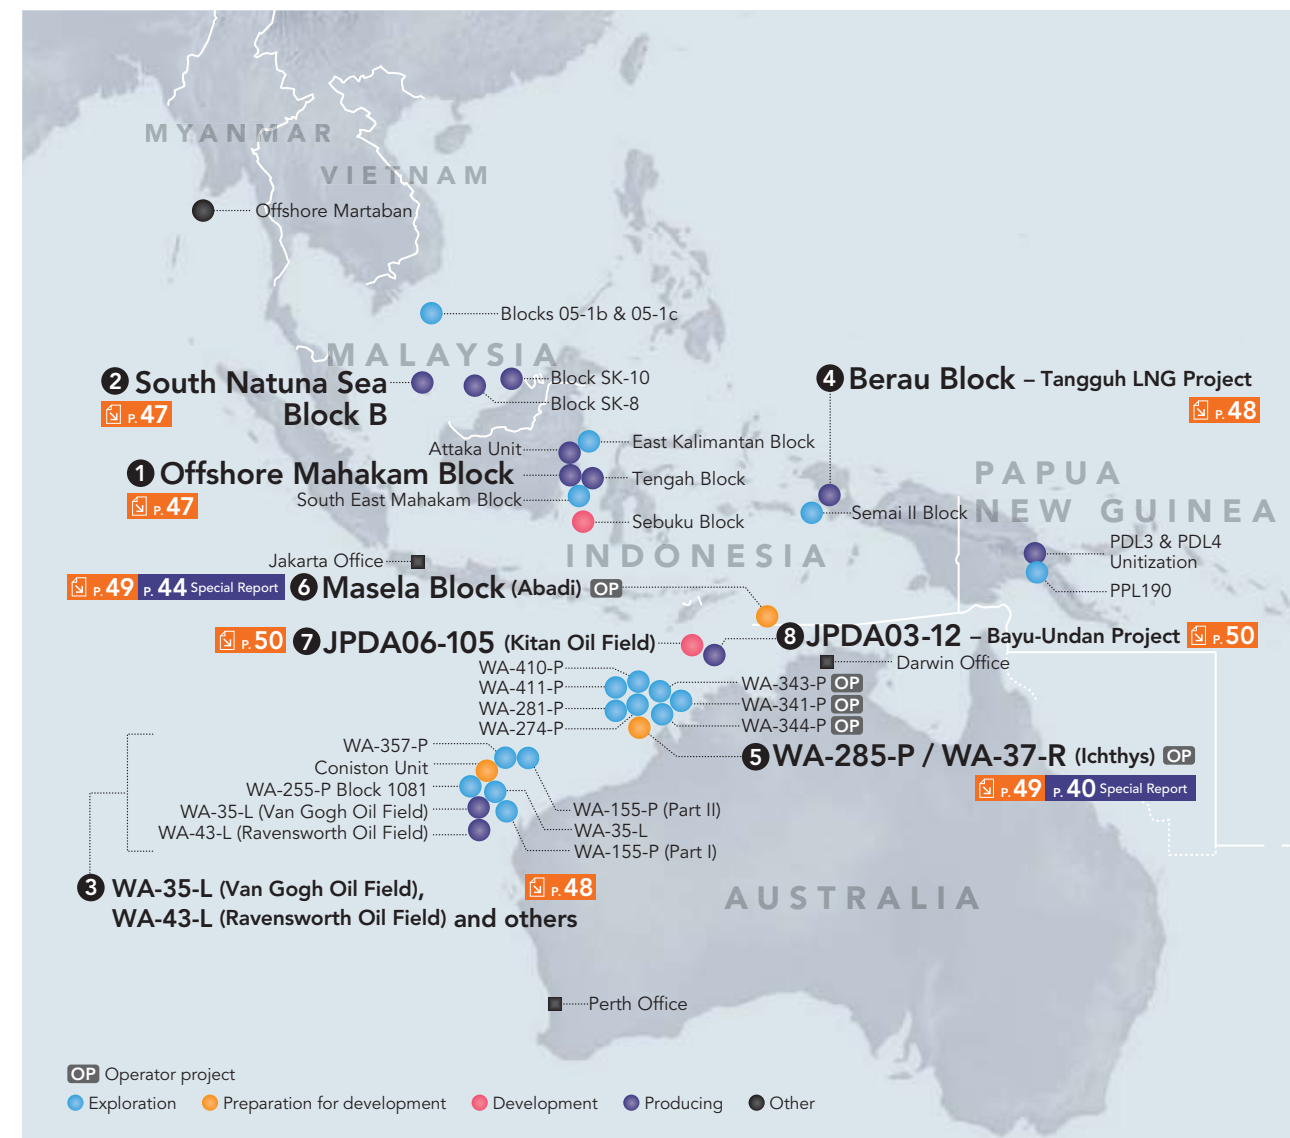 MYANMAR
VIETNAM
Offshore Martaban
Blocks 05-1b & 05-1c
MALAYSIA
2 South Natuna Sea
Block B
P. 47
Block SK-10
Block SK-8
4 Berau Block – Tangguh LNG Project
P. 48
Attaka Unit
East Kalimantan Block
1 Offshore Mahakam Block
P. 47
Tengah Block
South East Mahakam Block
Sebuku Block
Semai II Block
PAPUA
NEW GUINEA
PDL3 & PDL4
Unitization
PPL190
INDONESIA
Jakarta Office
P. 49 P. 44 Special Report 6 Masela Block (Abadi) OP
P. 50 7 JPDA06-105 (Kitan Oil Field)
8 JPDA03-12 – Bayu-Undan Project P. 50
Darwin Office
WA-410-P
WA-411-P
WA-281-P
WA-274-P
WA-343-P OP
WA-341-P OP
WA-344-P OP
5 WA-285-P / WA-37-R (Ichthys) OP
P. 49 P. 40 Special Report
WA-357-P
Coniston Unit
WA-255-P Block 1081
WA-35-L (Van Gogh Oil Field)
WA-43-L (Ravensworth Oil Field)
WA-155-P (Part II)
WA-35-L
WA-155-P (Part I)
3 WA-35-L (Van Gogh Oil Field),
WA-43-L (Ravensworth Oil Field) and others
P. 48
AUSTRALIA
Perth Office
OP Operator project
Exploration
Preparation for development
Development
Producing
Other